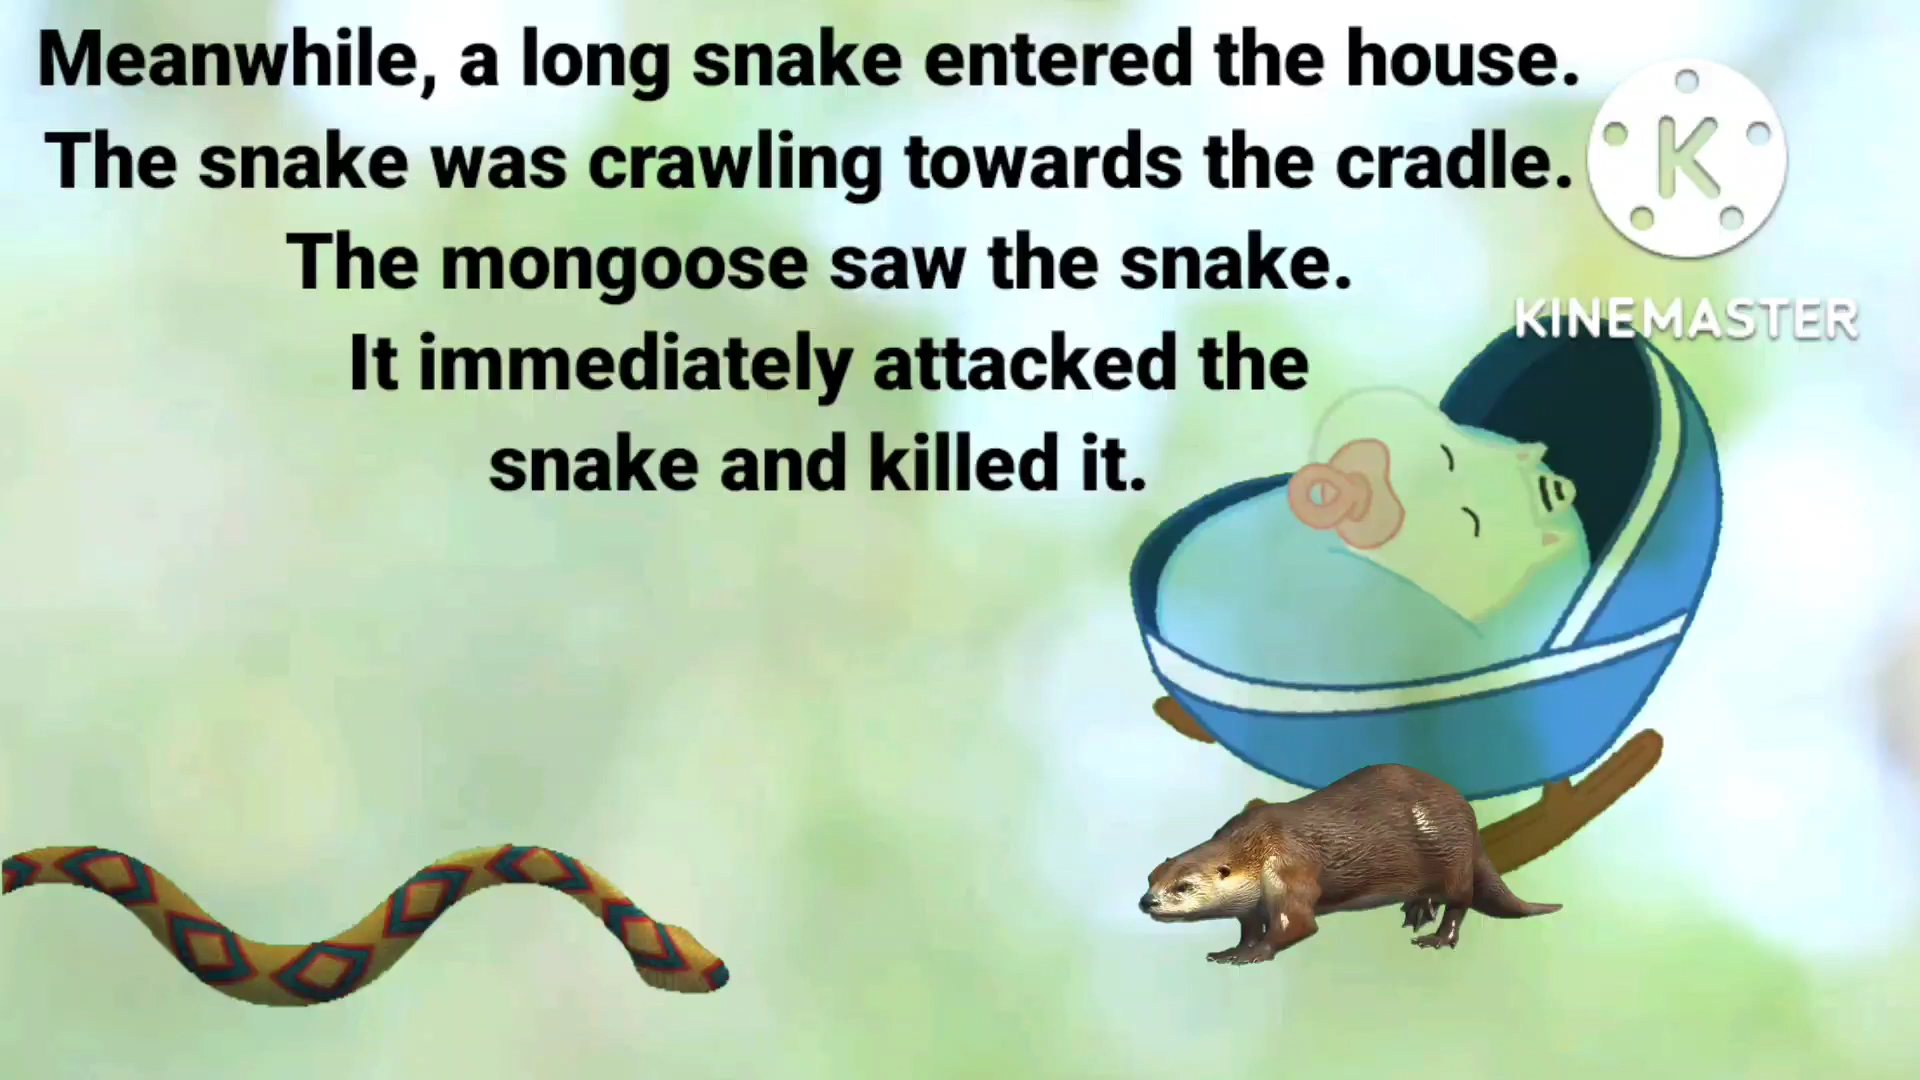 Meanwhile, a long snake entered the house.
The snake was crawling towards the cradle.
The mongoose saw the snake.
It immediately attacked the
snake and killed it.
K
KINEMASTER